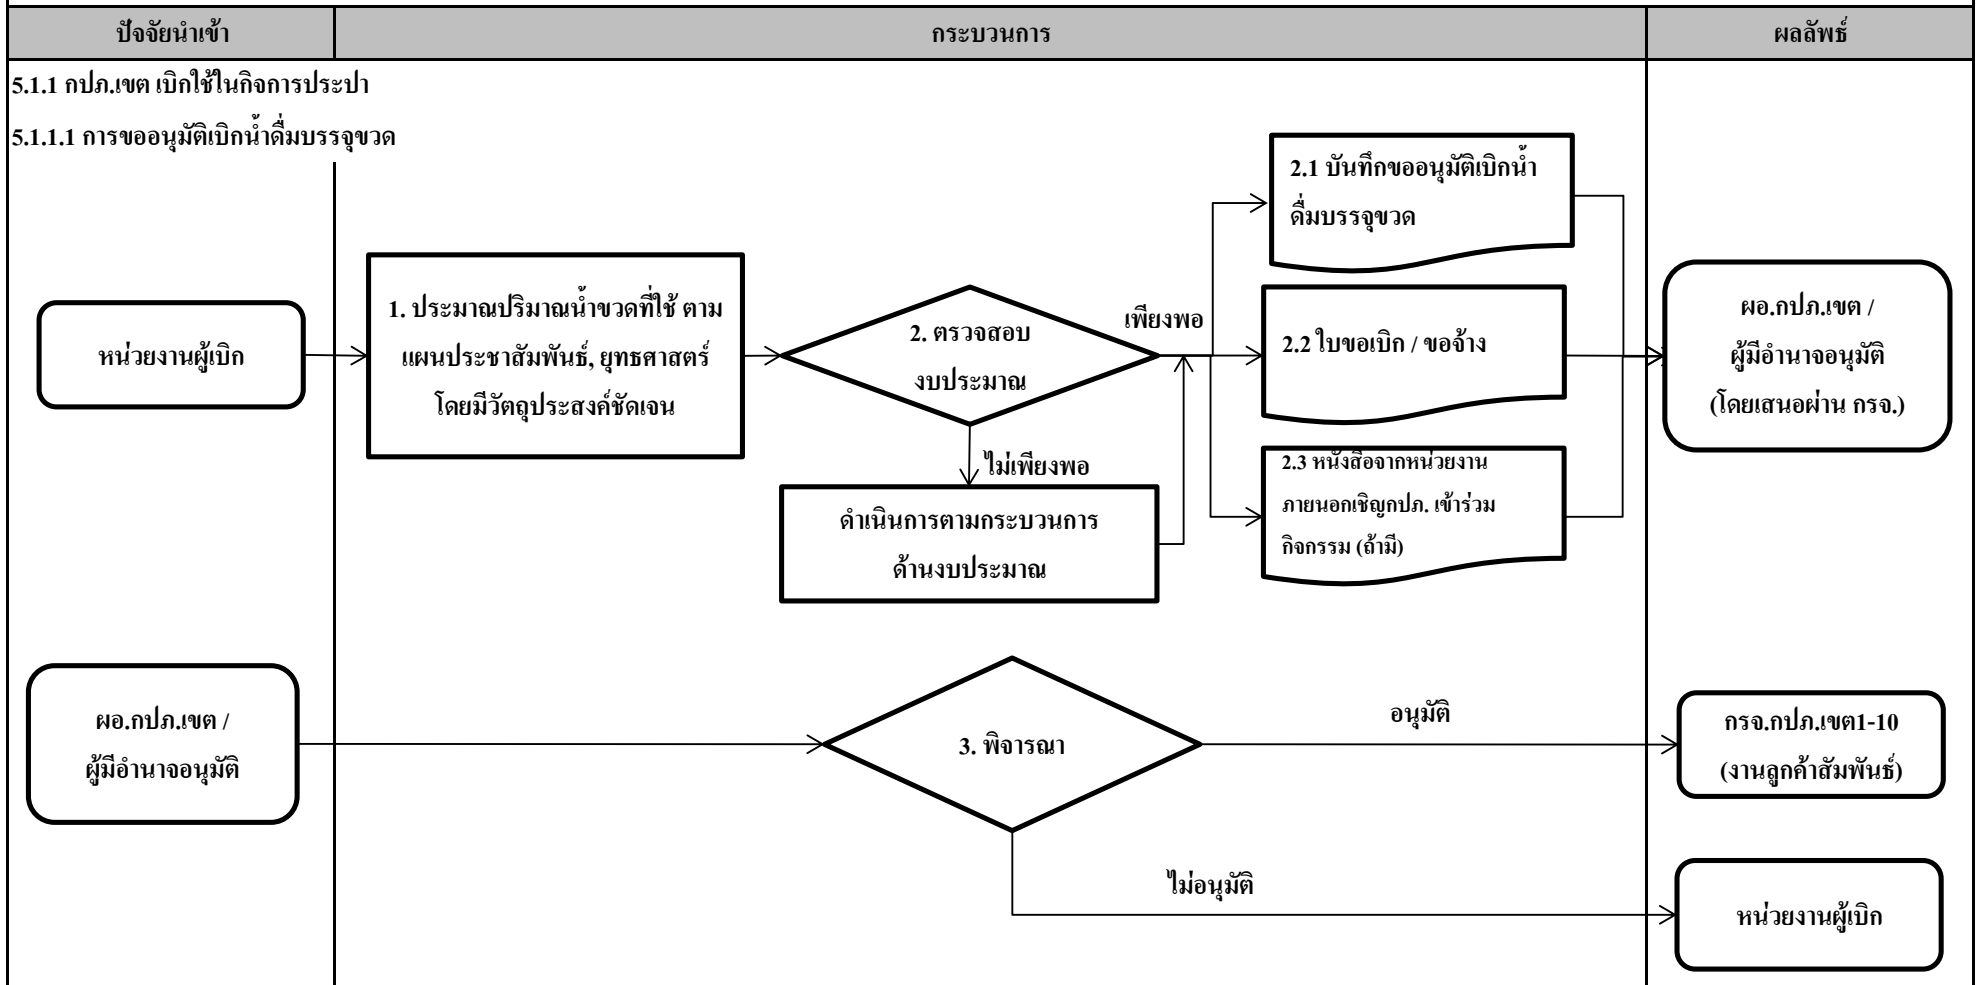 ปัจจัยนำเข้า
กระบวนการ
ผลลัพธ์
5.1.1 กปภ.เขต เบิกใช้ในกิจการประปา
5.1.1.1 การขออนุมัติเบิกน้ำดื่มบรรจุขวด
หน่วยงานผู้เบิก
1. ประมาณปริมาณน้ำขวดที่ใช้ ตาม
แผนประชาสัมพันธ์, ยุทธศาสตร์
โดยมีวัตถุประสงค์ชัดเจน
2. ตรวจสอบ
งบประมาณ
เพียงพอ
ไม่เพียงพอ
ดำเนินการตามกระบวนการ
ด้านงบประมาณ
2.1 บันทึกขออนุมัติเบิกน้ำ
ดื่มบรรจุขวด
2.2 ใบขอเบิก / ขอจ้าง
2.3 หนังสือจากหน่วยงาน
ภายนอกเชิญกปภ. เข้าร่วม
กิจกรรม (ถ้ามี)
ผอ.กปภ.เขต /
ผู้มีอำนาจอนุมัติ
(โดยเสนอผ่าน กรจ.)
ผอ.กปภ.เขต /
ผู้มีอำนาจอนุมัติ
3. พิจารณา
อนุมัติ
กรจ.กปภ.เขต1-10
(งานลูกค้าสัมพันธ์)
ไม่อนุมัติ
หน่วยงานผู้เบิก